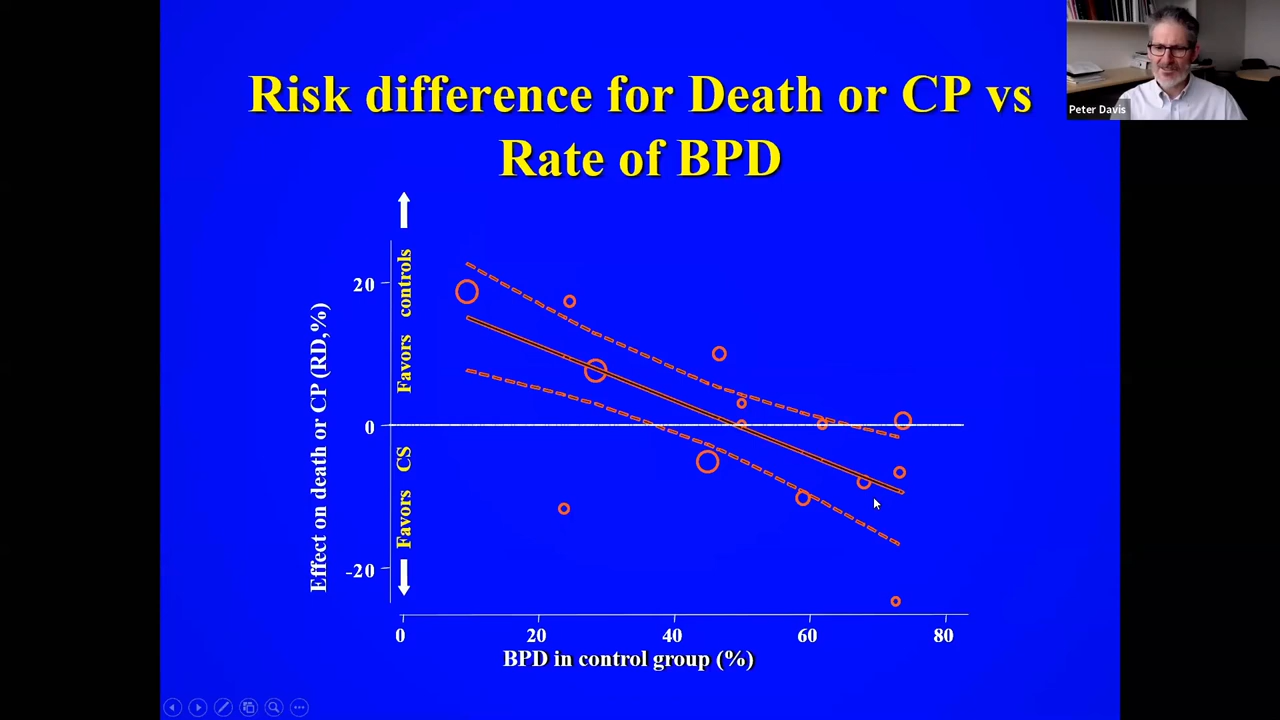 Risk difference for Death or CP vs
Rate of BPD
Peter Davis
Effect on death or CP (RD,%)
Favors controls
Favors CS
20
0
-20
0 20 40 60 80
BPD in control group (%)